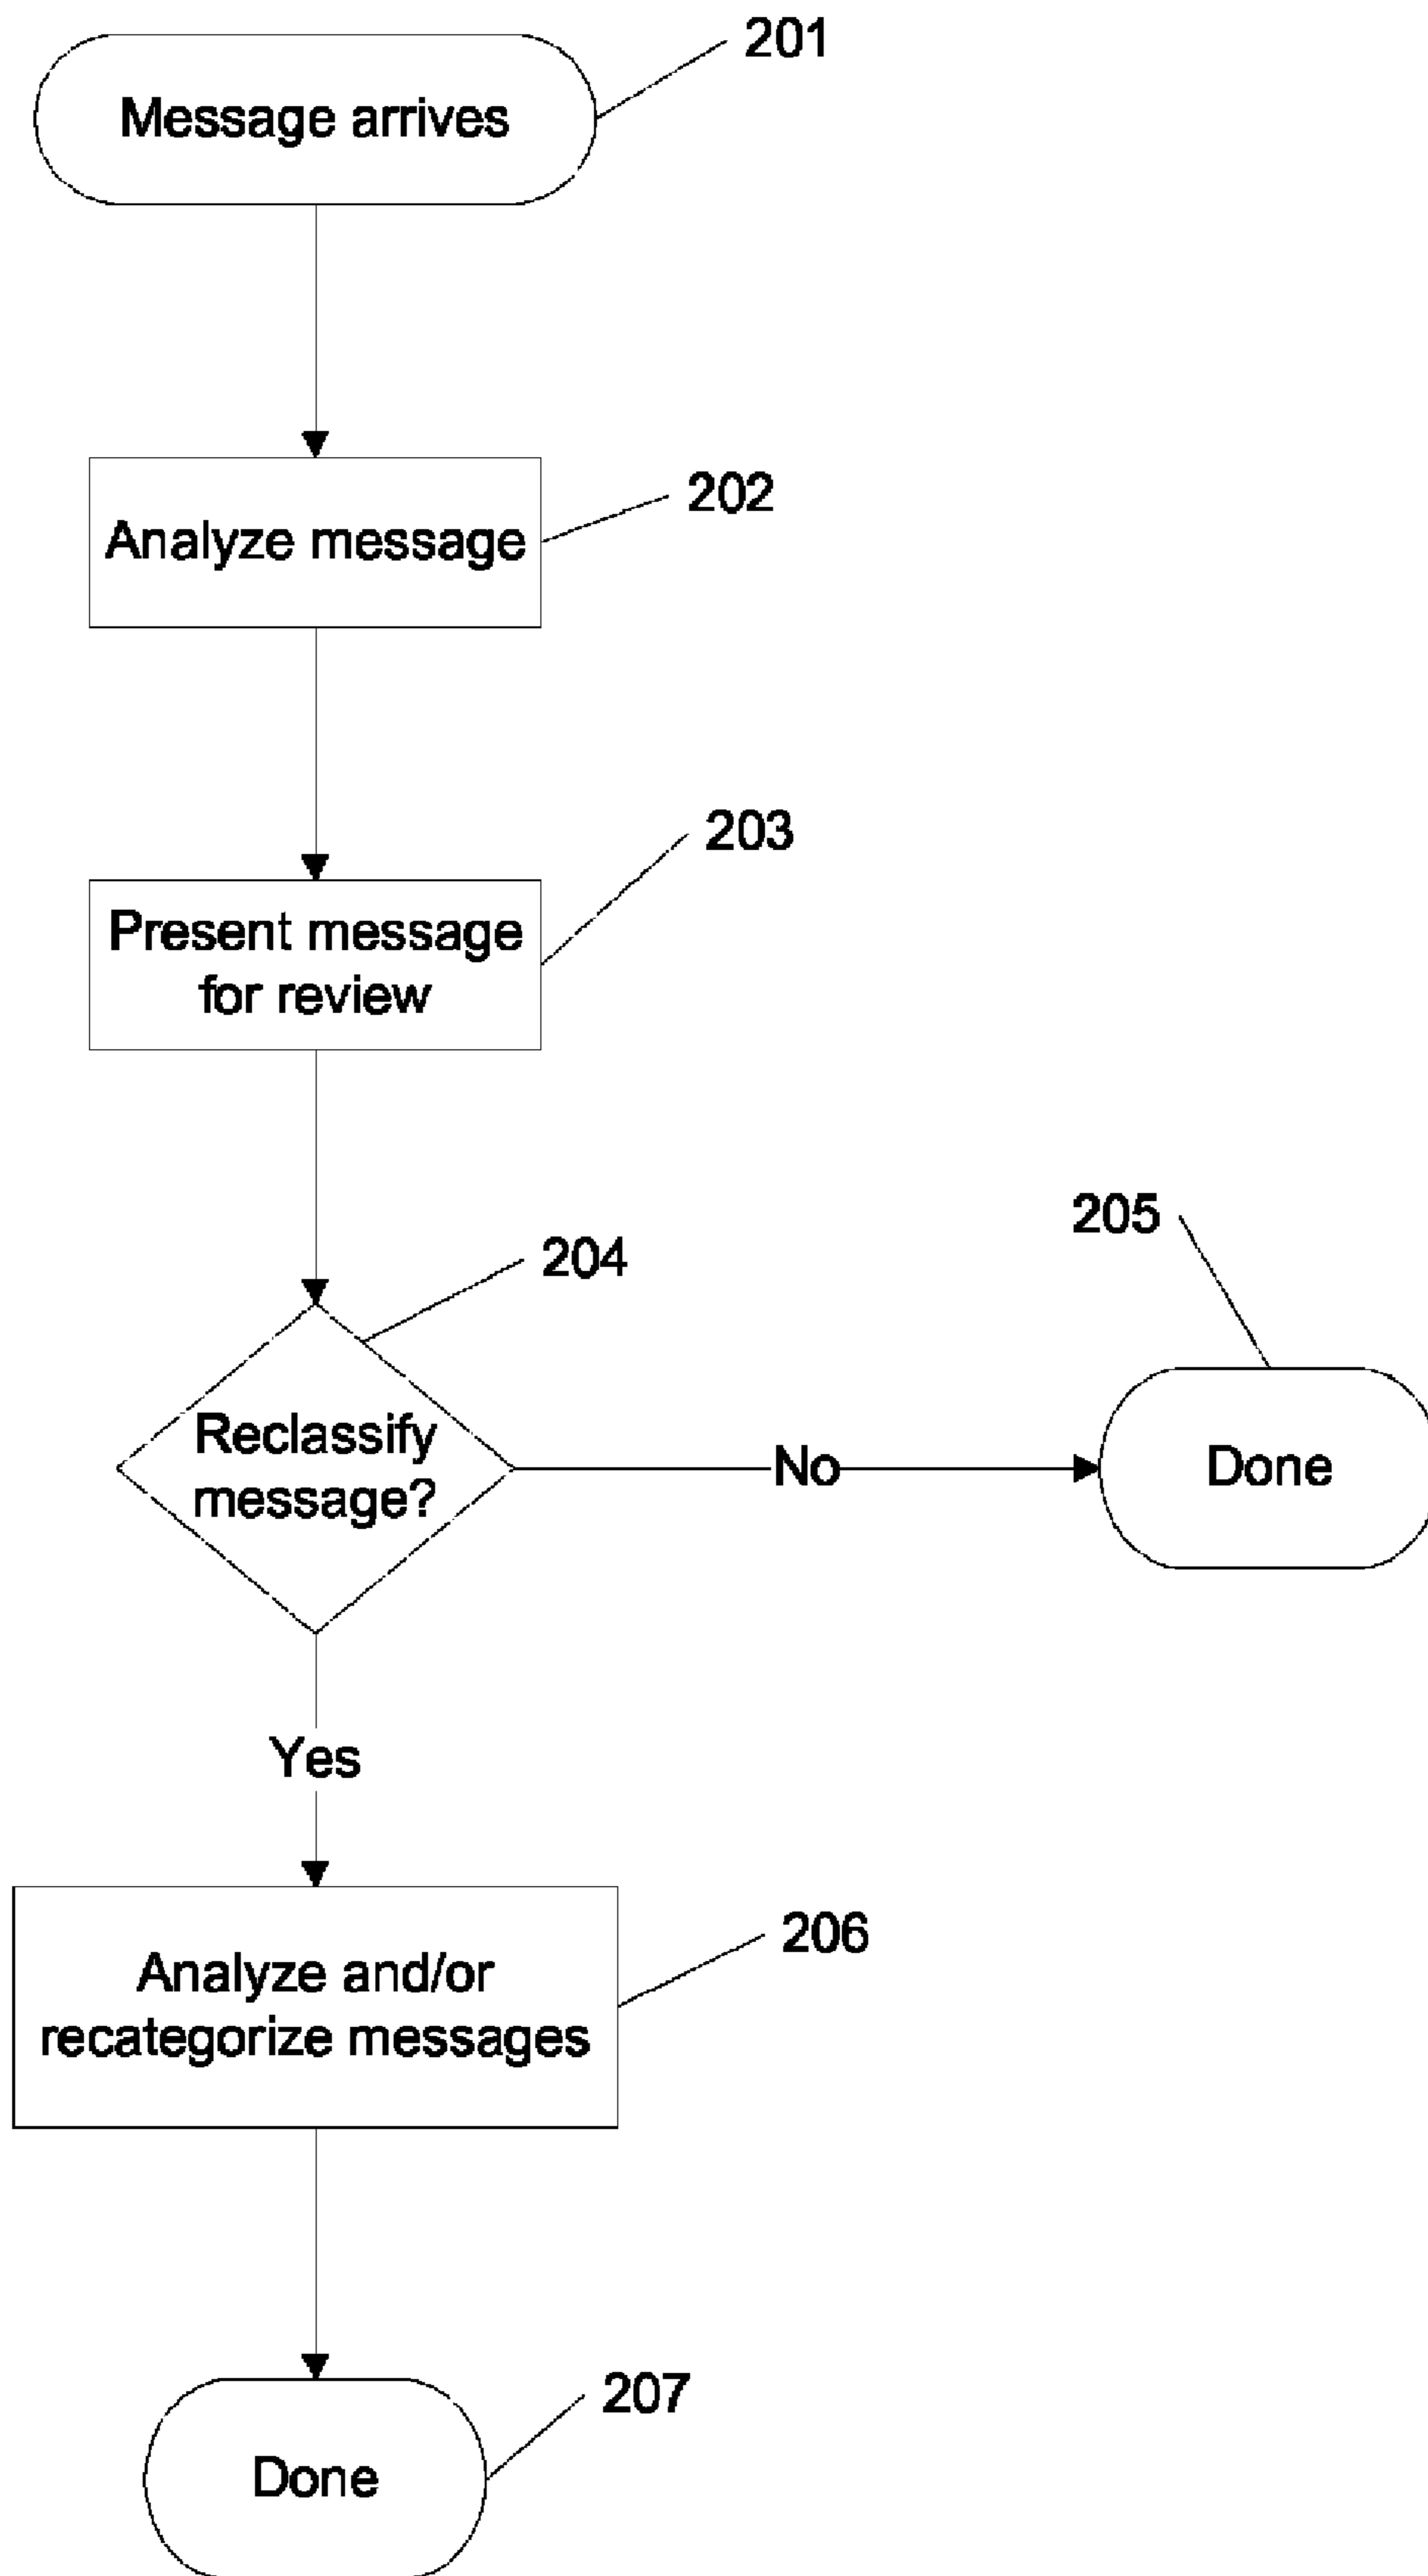 201
Message arrives
202
Analyze message
203
Present message
for review
204
205
Reclassify
message?
No
Done
Yes
206
Analyze and/or
recategorize messages
207
Done